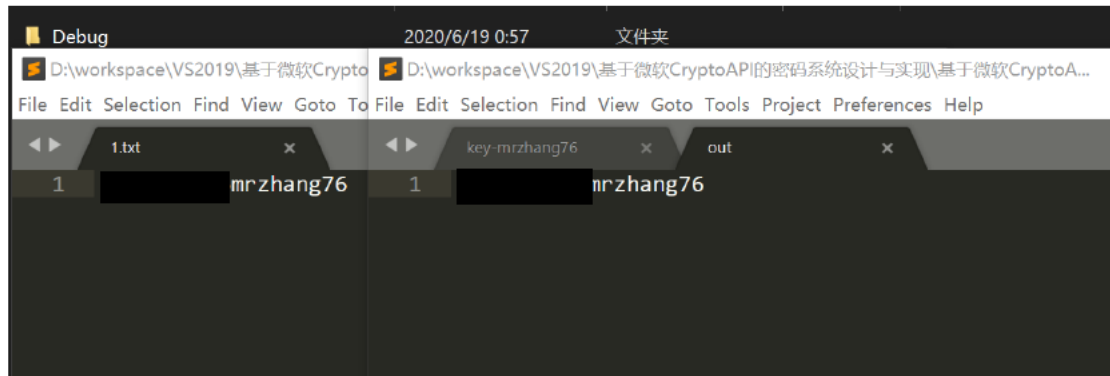 Debug 2020/6/19 0:57 文件夹
D:\workspace\VS2019\基于微软Crypto
File Edit Selection Find View Goto To
1.txt ×
1 mrzhang76
D:\workspace\VS2019\基于微软CryptoAPI的密码系统设计与实现\基于微软CryptoA...
File Edit Selection Find View Goto Tools Project Preferences Help
key-mrzhang76 × out ×
1 mrzhang76